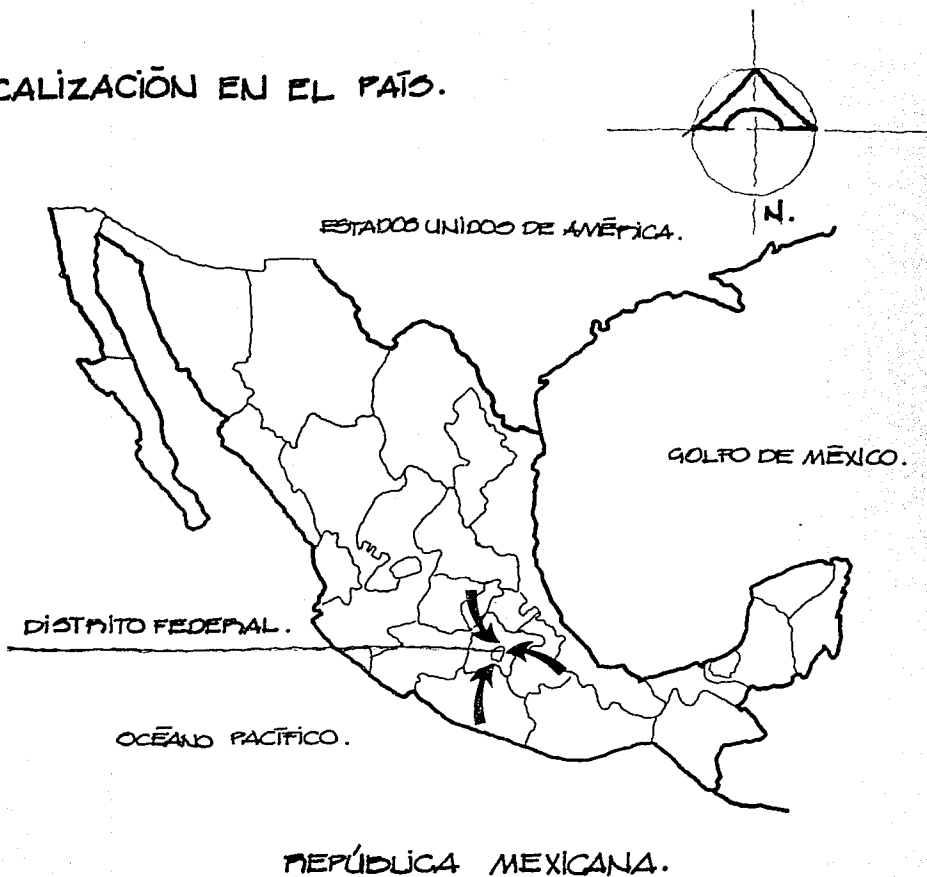 CALIZACIÓN EN EL PAÍS.
N.
ESTADOS UNIDOS DE AMÉRICA.
GOLFO DE MÉXICO.
DISTRITO FEDERAL.
OCÉANO PACÍFICO.
REPÚBLICA MEXICANA.